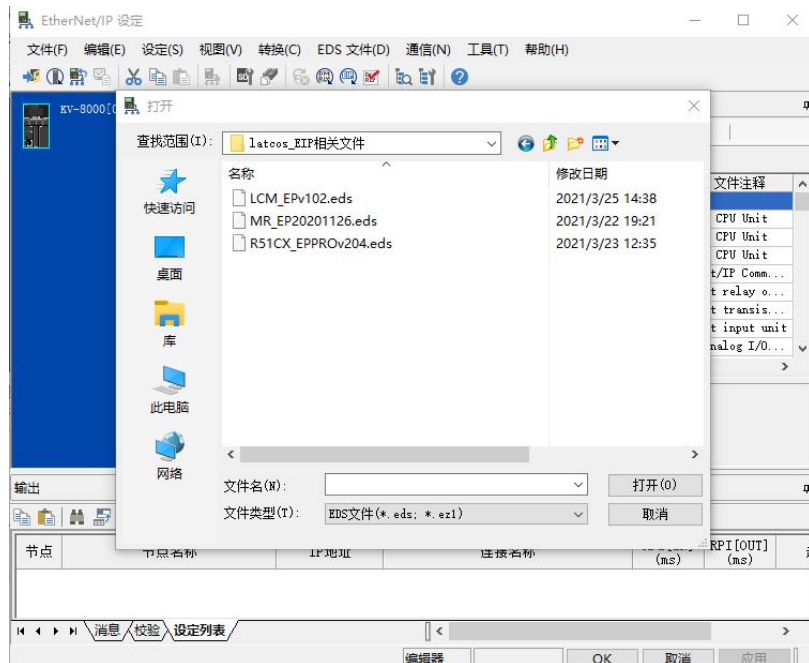 EtherNet/IP 设定
文件(F) 编辑(E) 设定(S) 视图(V) 转换(C) EDS 文件(D) 通信(N) 工具(T) 帮助(H)
KV-8000[
打开
查找范围(I):
latcos_EIP相关文件
名称
修改日期
LCM_EPv102.eds 2021/3/25 14:38
MR_EP20201126.eds 2021/3/22 19:21
R51CX_EPPROv204.eds 2021/3/23 12:35
快速访问
桌面
库
此电脑
网络
文件注释
CPU Unit
CPU Unit
CPU Unit
t/IP Comm...
t relay o...
t transis...
t input unit
nalog I/O...
文件名(N):
打开(O)
文件类型(T):
EDS文件(*.eds; *.ez1)
取消
输出
节点
节点名称
IP地址
连接名称
(ms)
RPI[OUT]
(ms)
消息 校验 设定列表
编辑器
OK 取消 应用